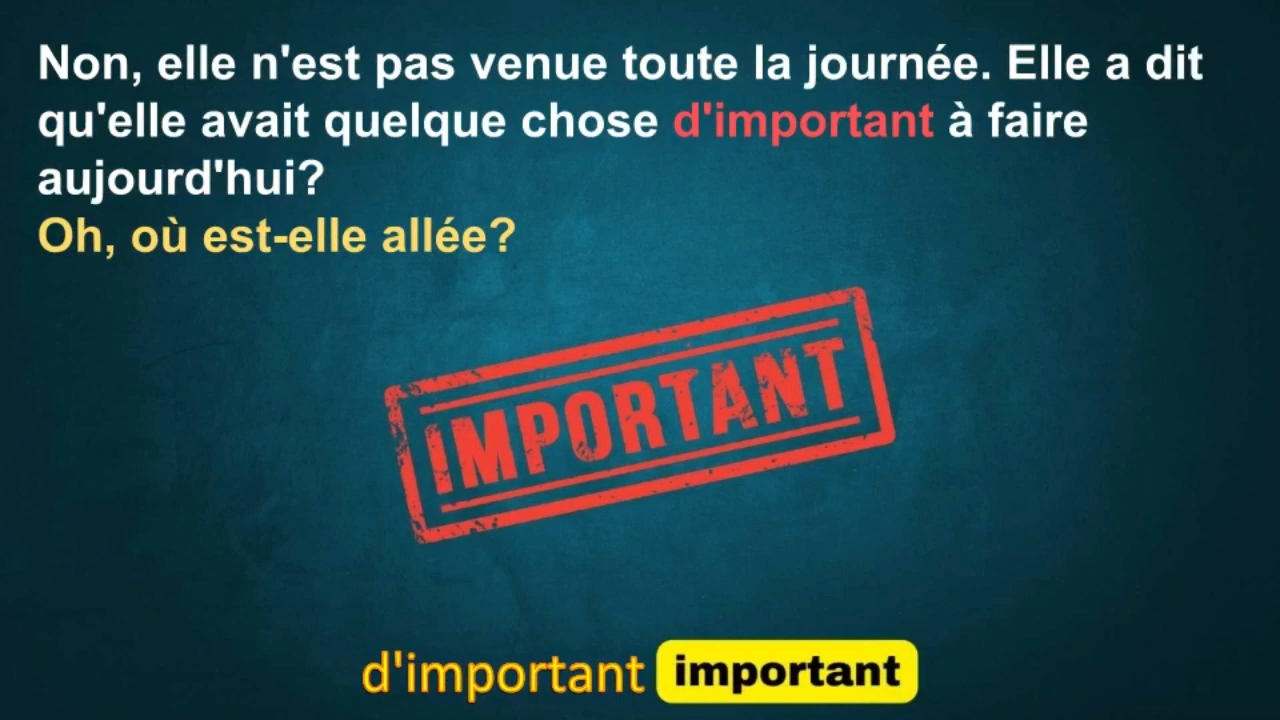 Non, elle n'est pas venue toute la journée. Elle a dit
qu'elle avait quelque chose d'important à faire
aujourd'hui?
Oh, où est-elle allée?
IMPORTANT
d'important important